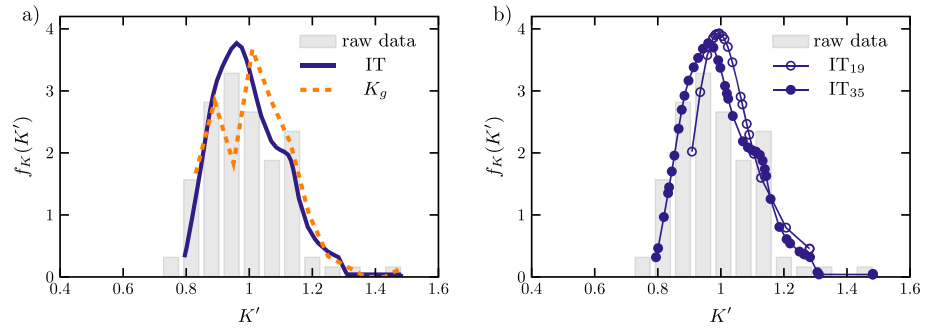 a)
4
3
2
1
0
f_K(K′)
raw data
IT
K_g
0.4 0.6 0.8 1 1.2 1.4 1.6
K′
b)
4
3
2
1
0
f_K(K′)
raw data
IT₁₉
IT₃₅
0.4 0.6 0.8 1 1.2 1.4 1.6
K′